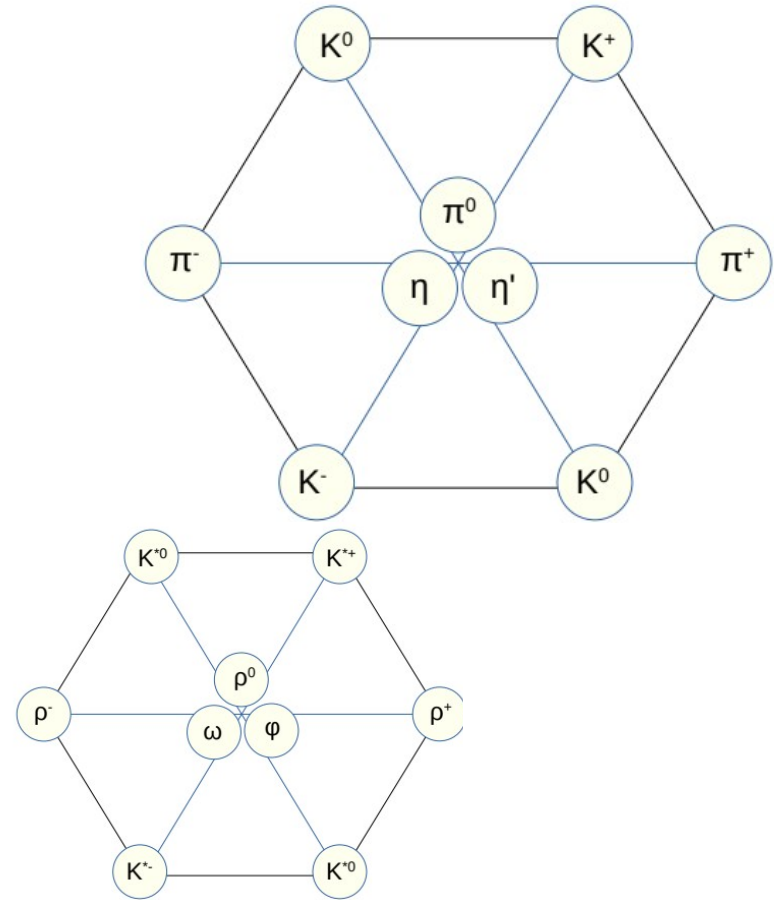 K⁰ K⁺
π⁰
π⁻ π⁺
η η'
K⁻ K⁰
K*⁰ K*⁺
ρ⁰
ρ⁻ ρ⁺
ω φ
K*⁻ K*⁰